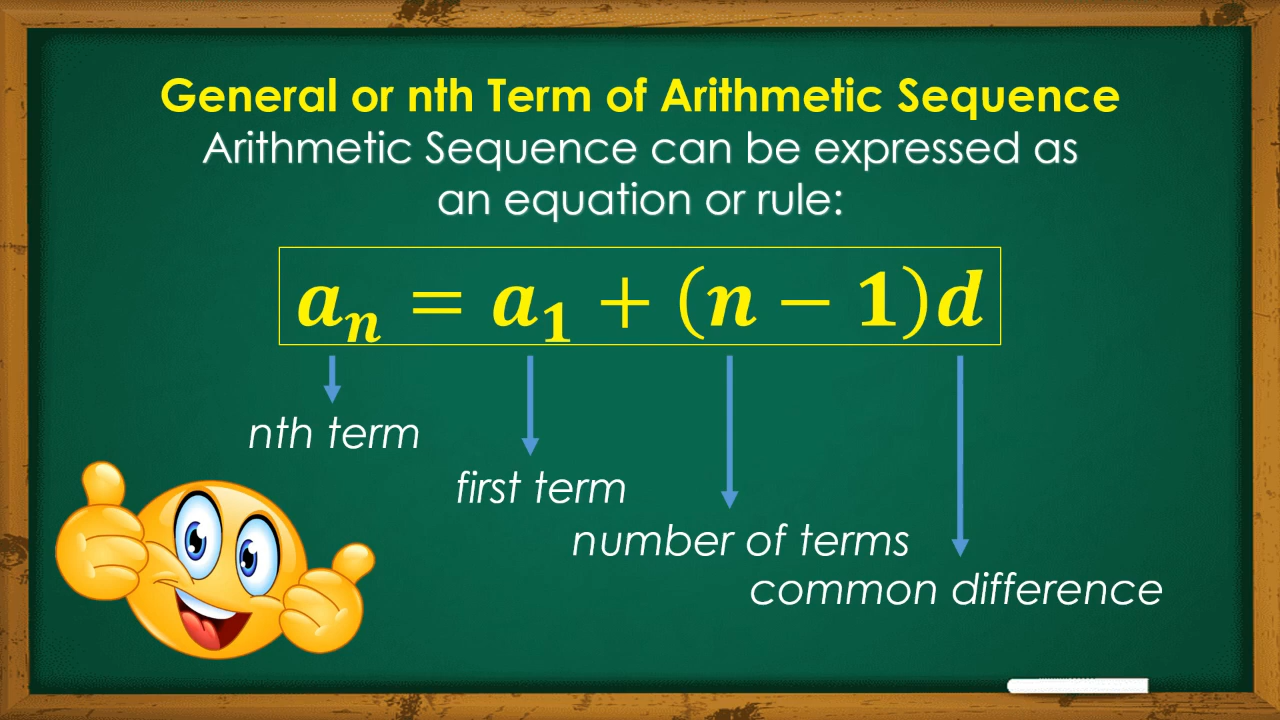 General or nth Term of Arithmetic Sequence
Arithmetic Sequence can be expressed as
an equation or rule:
aₙ = a₁ + (n − 1)d
nth term
first term
number of terms
common difference